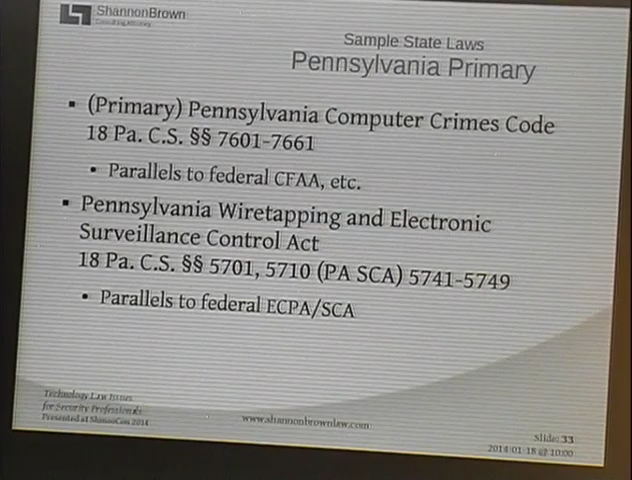 ShannonBrown
Consulting Attorney
Sample State Laws
Pennsylvania Primary
▪ (Primary) Pennsylvania Computer Crimes Code
18 Pa. C.S. §§ 7601-7661
• Parallels to federal CFAA, etc.
▪ Pennsylvania Wiretapping and Electronic
Surveillance Control Act
18 Pa. C.S. §§ 5701, 5710 (PA SCA) 5741-5749
• Parallels to federal ECPA/SCA
Technology Law Issues
for Security Professionals
Presented at ShmooCon 2014
www.shannonbrownlaw.com
Slide: 33
2014-01-18 @ 10:00